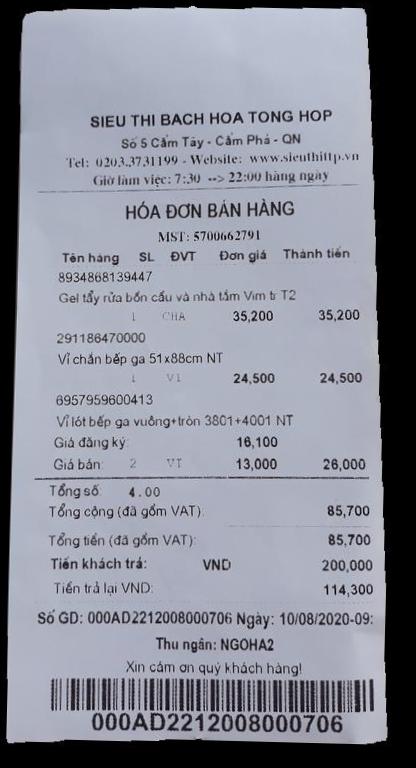 SIEU THI BACH HOA TONG HOP
Số 5 Cẩm Tây - Cẩm Phả - QN
Tel: 0203.3731199 - Website: www.sieuthittp.vn
Giờ làm việc: 7:30 --> 22:00 hàng ngày
HÓA ĐƠN BÁN HÀNG
MST: 5700662791
Tên hàng SL ĐVT Đơn giá Thành tiền
8934868139447
Gel tẩy rửa bồn cầu và nhà tắm Vim tr T2
1 CHA 35,200 35,200
291186470000
Vỉ chắn bếp ga 51x88cm NT
1 VI 24,500 24,500
6957959600413
Vỉ lót bếp ga vuông+tròn 3801+4001 NT
Giá đăng ký: 16,100
Giá bán: 2 VT 13,000 26,000
Tổng số: 4.00
Tổng cộng (đã gồm VAT): 85,700
Tổng tiền (đã gồm VAT): 85,700
Tiền khách trả: VND 200,000
Tiền trả lại VND: 114,300
Số GD: 000AD2212008000706 Ngày: 10/08/2020-09:
Thu ngân: NGOHA2
Xin cảm ơn quý khách hàng!
000AD2212008000706